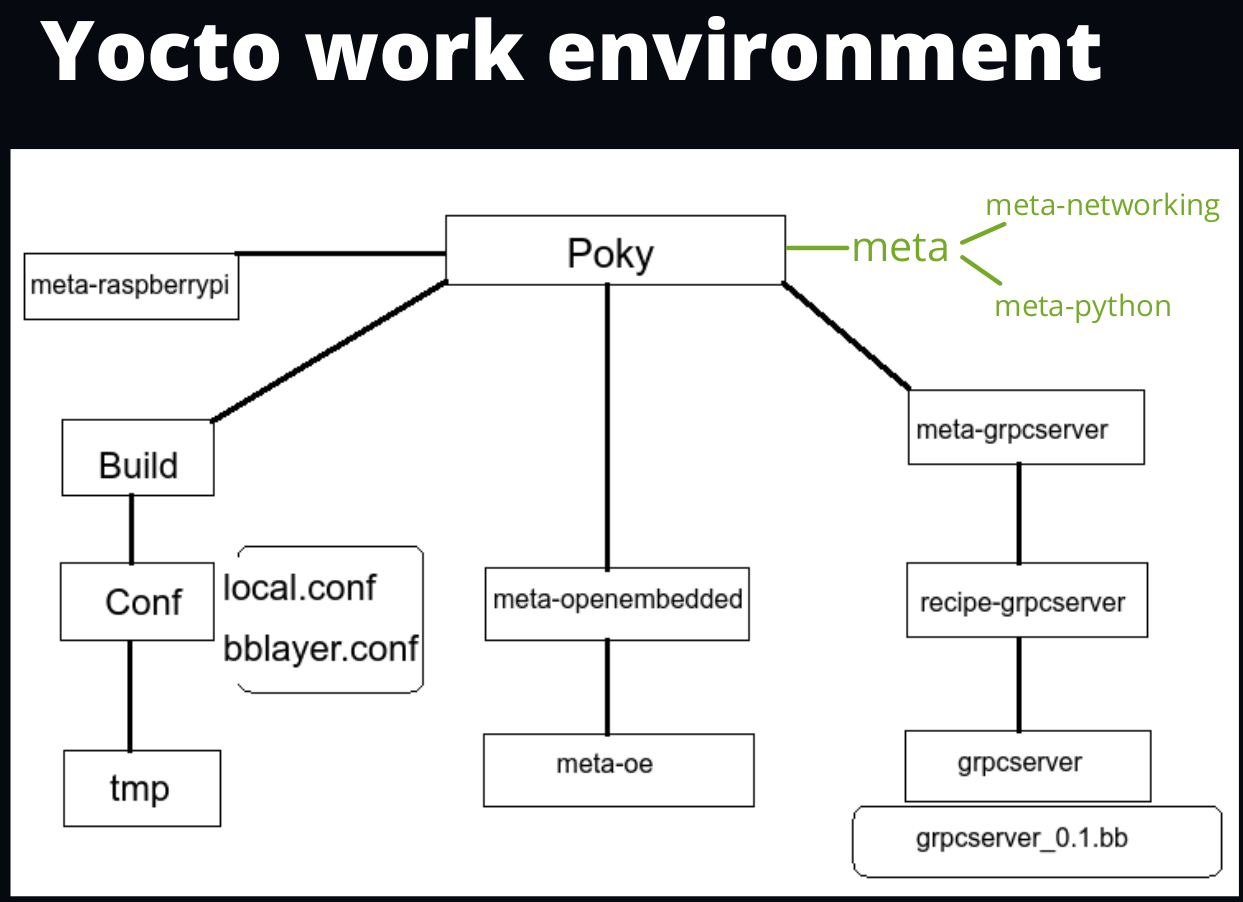 Yocto work environment
meta-networking
Poky
meta
meta-raspberrypi
meta-python
meta-grpcserver
Build
local.conf
Conf
meta-openembedded
recipe-grpcserver
bblayer.conf
meta-oe
grpcserver
tmp
grpcserver_0.1.bb